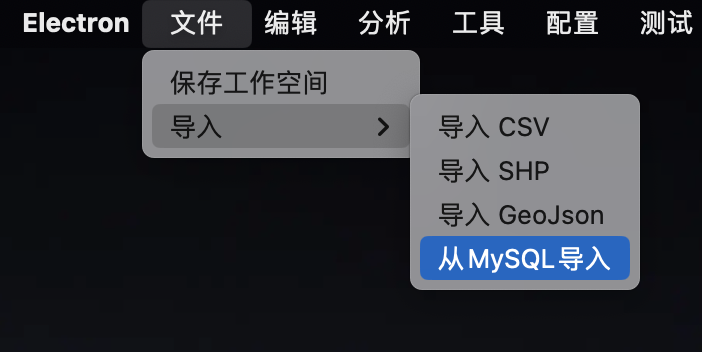 Electron 文件 编辑 分析 工具 配置 测试
保存工作空间
导入
导入 CSV
导入 SHP
导入 GeoJson
从MySQL导入